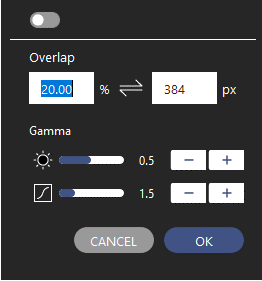 Overlap
20.00 % 384 px
Gamma
0.5 − +
1.5 − +
CANCEL OK